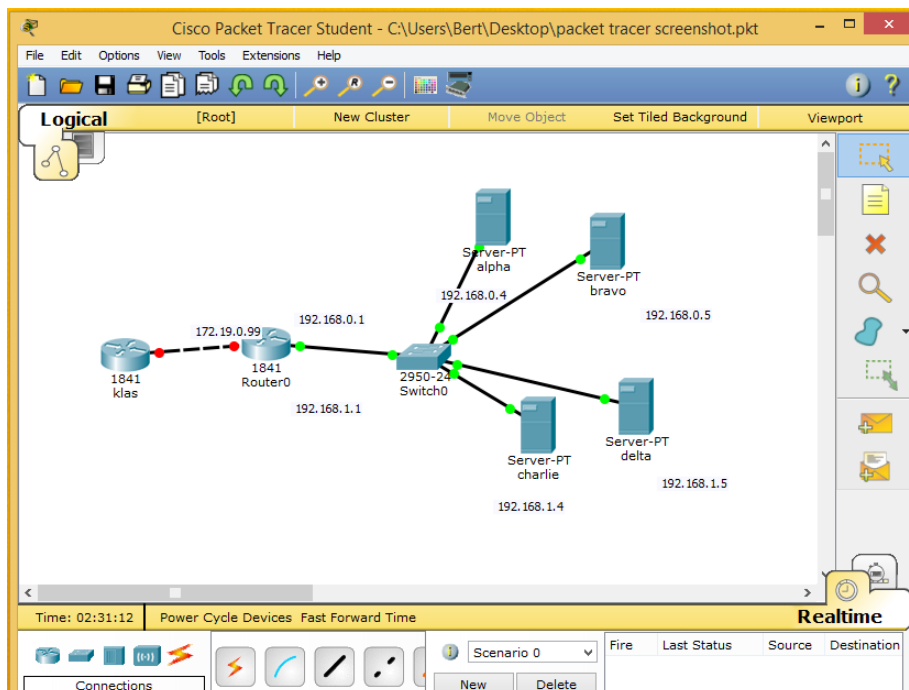 Cisco Packet Tracer Student - C:\Users\Bert\Desktop\packet tracer screenshot.pkt
File Edit Options View Tools Extensions Help
Logical [Root] New Cluster Move Object Set Tiled Background Viewport
Server-PT
alpha
Server-PT
bravo
192.168.0.4
192.168.0.5
192.168.0.1
172.19.0.99
1841
klas
1841
Router0
2950-24
Switch0
192.168.1.1
Server-PT
delta
Server-PT
charlie
192.168.1.5
192.168.1.4
Time: 02:31:12 Power Cycle Devices Fast Forward Time Realtime
Scenario 0
Fire Last Status Source Destination
Connections
New Delete